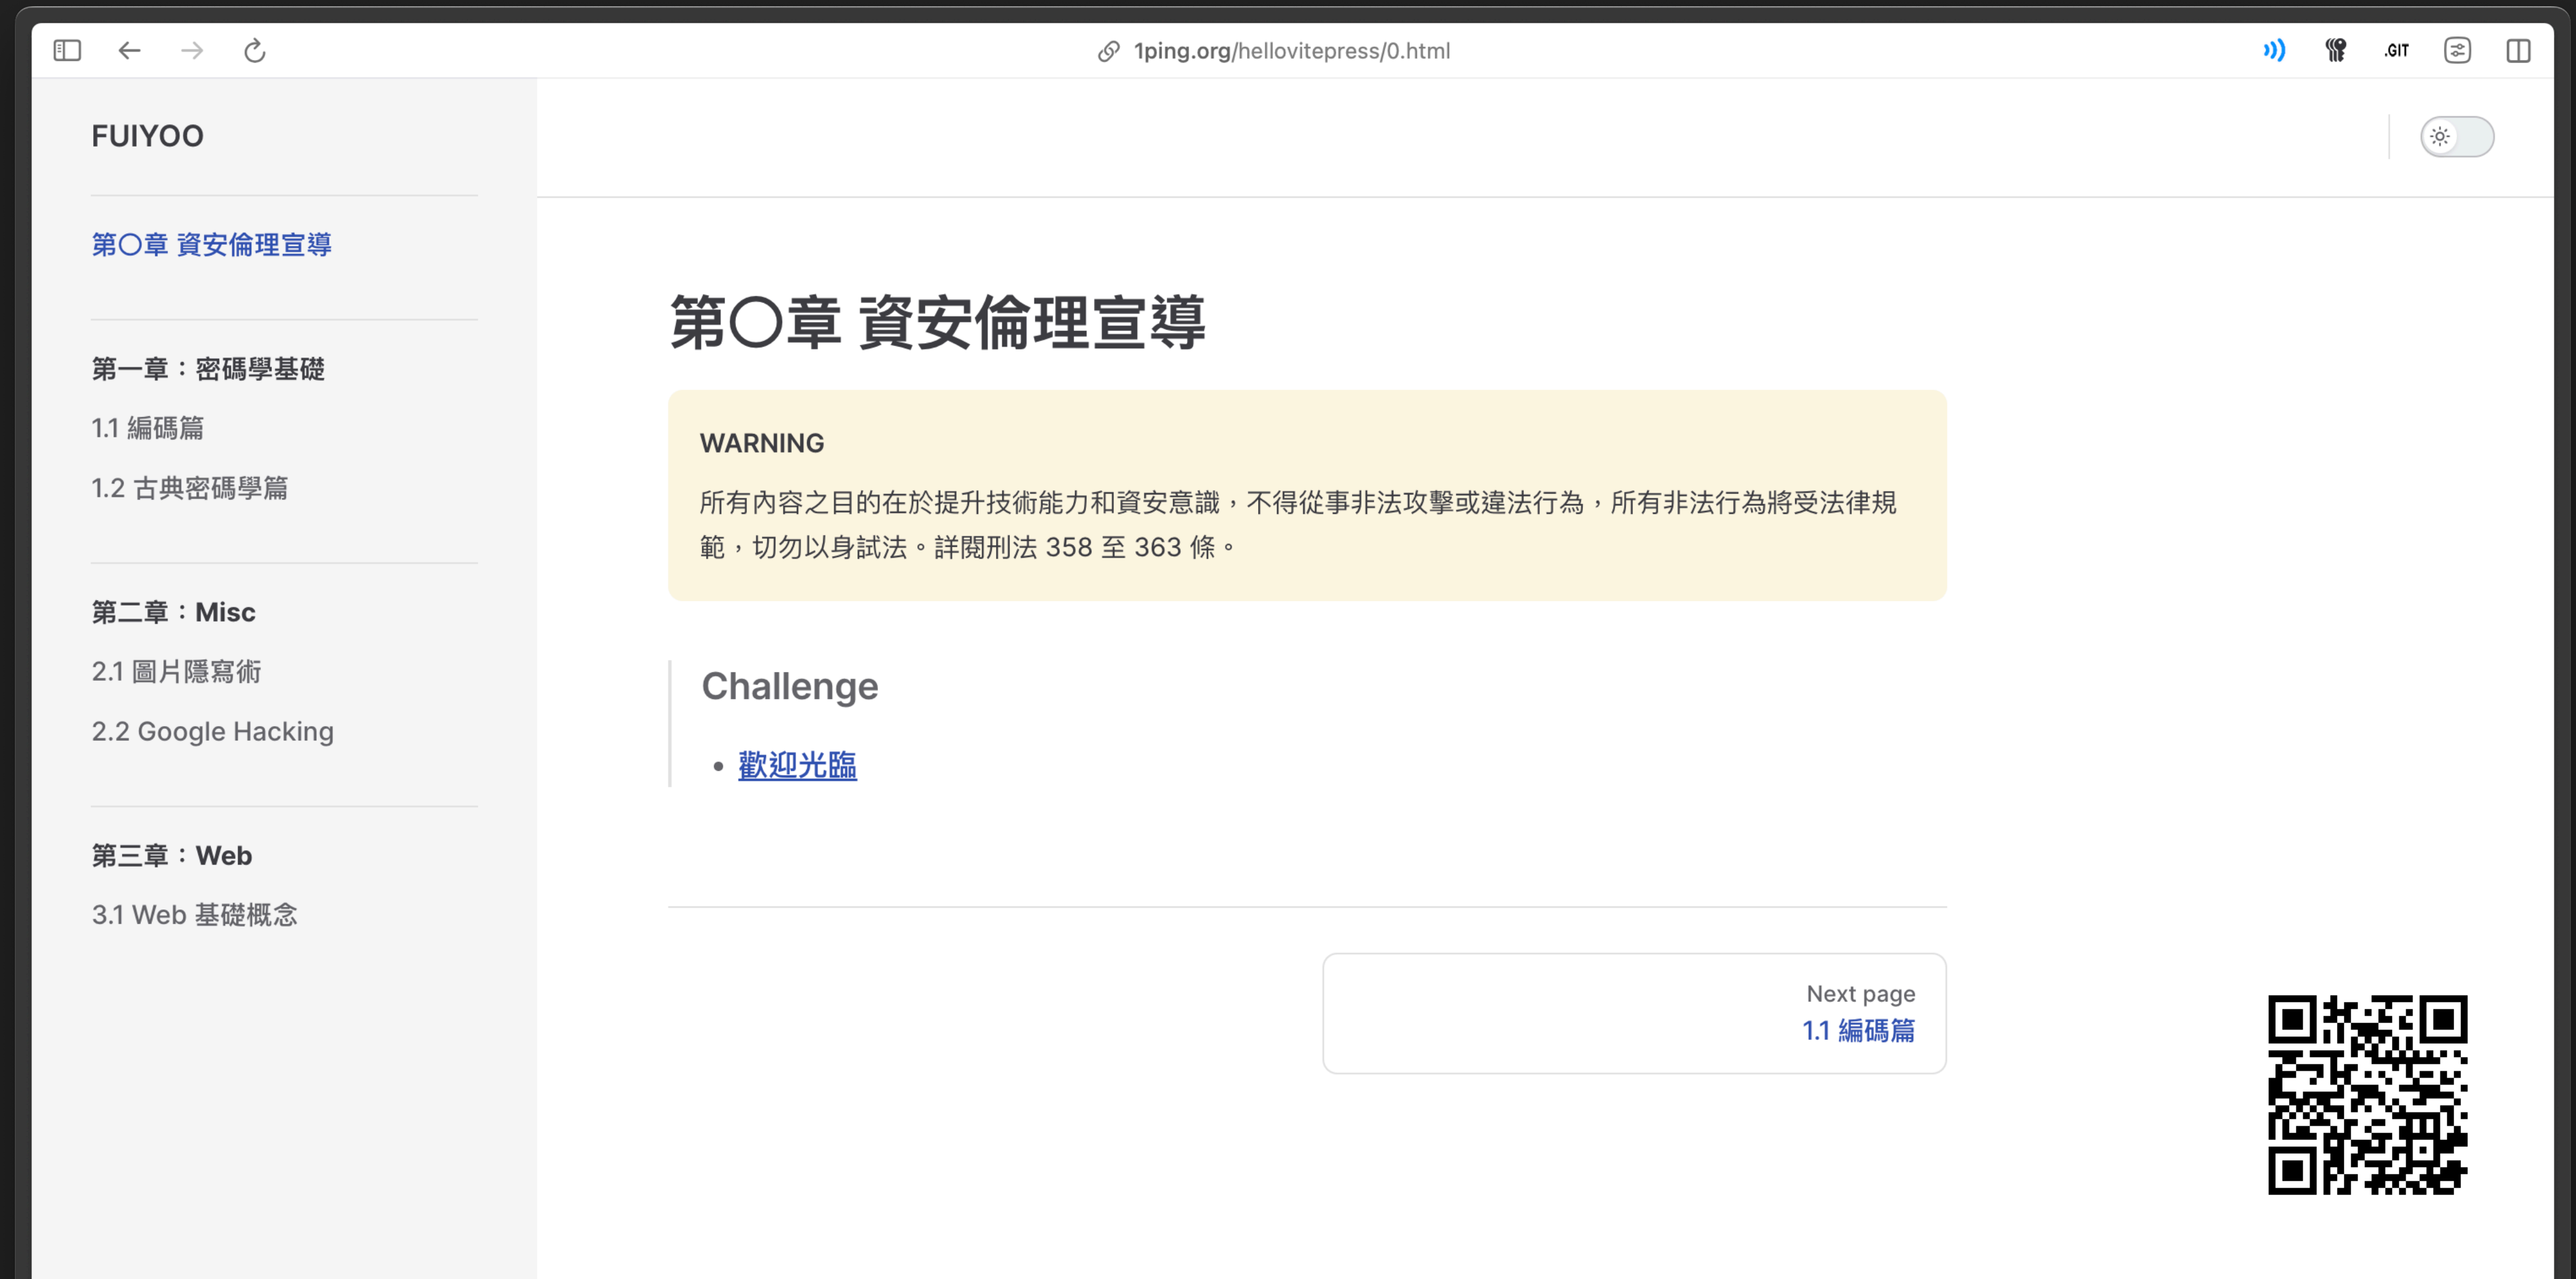 1ping.org/hellovitepress/0.html
.GIT
FUIYOO
第〇章 資安倫理宣導
第一章：密碼學基礎
1.1 編碼篇
1.2 古典密碼學篇
第二章：Misc
2.1 圖片隱寫術
2.2 Google Hacking
第三章：Web
3.1 Web 基礎概念
第〇章 資安倫理宣導
WARNING
所有內容之目的在於提升技術能力和資安意識，不得從事非法攻擊或違法行為，所有非法行為將受法律規
範，切勿以身試法。詳閱刑法 358 至 363 條。
Challenge
• 歡迎光臨
Next page
1.1 編碼篇